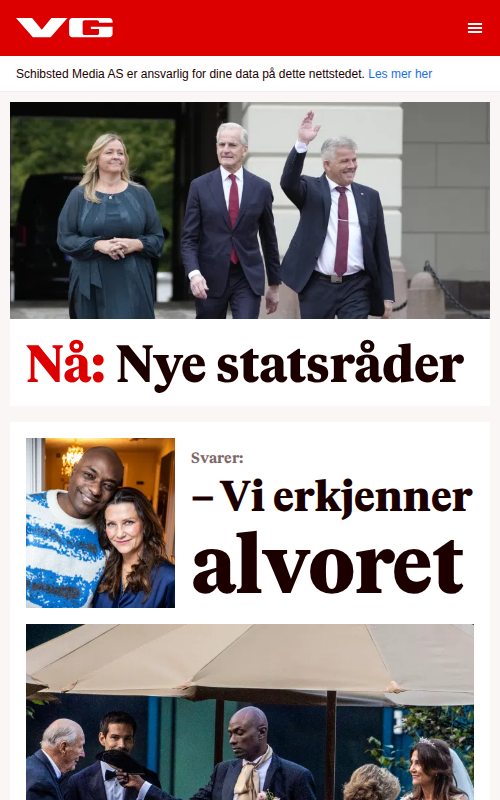 VG
Schibsted Media AS er ansvarlig for dine data på dette nettstedet. Les mer her
Nå: Nye statsråder
Svarer:
– Vi erkjenner
alvoret